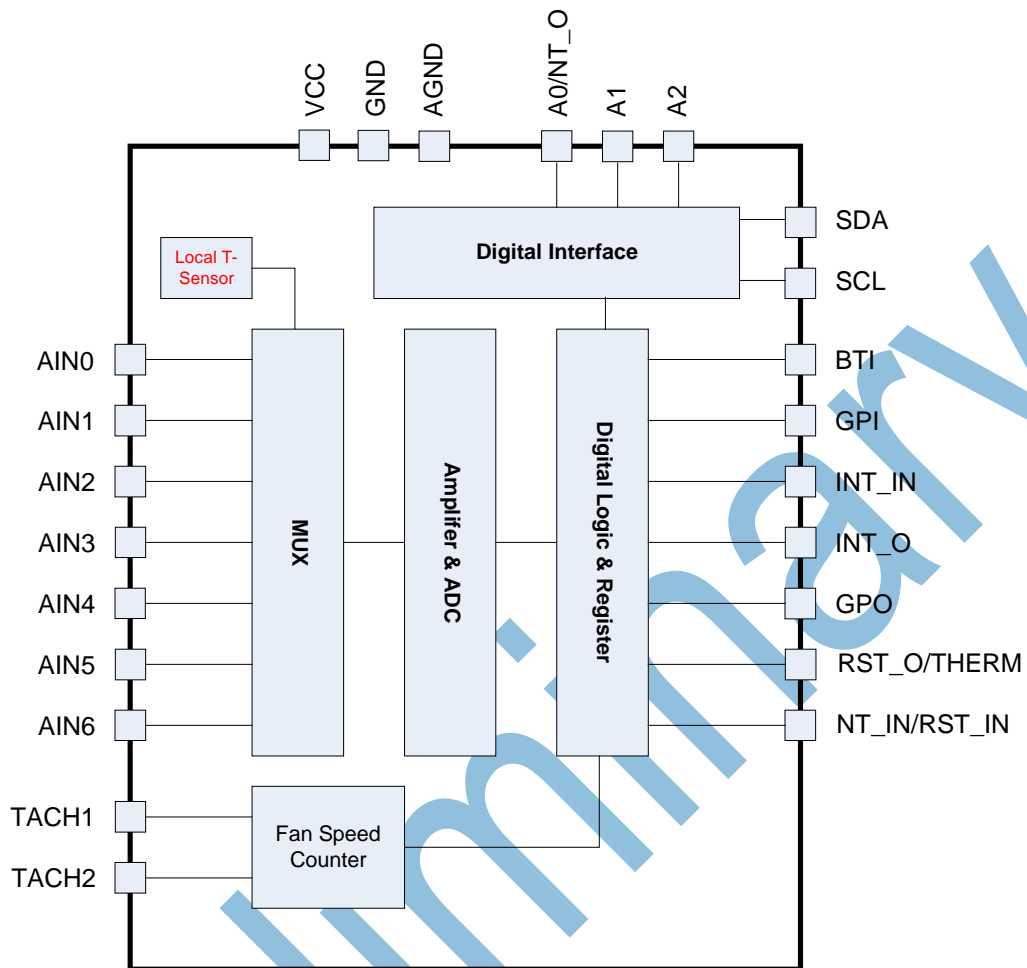 VCC
GND
AGND
A0/NT_O
A1
A2
SDA
SCL
Digital Interface
Local T-
Sensor
AIN0
AIN1
AIN2
AIN3
AIN4
AIN5
AIN6
MUX
Amplifer & ADC
Digital Logic & Register
BTI
GPI
INT_IN
INT_O
GPO
RST_O/THERM
NT_IN/RST_IN
TACH1
TACH2
Fan Speed
Counter
liminary